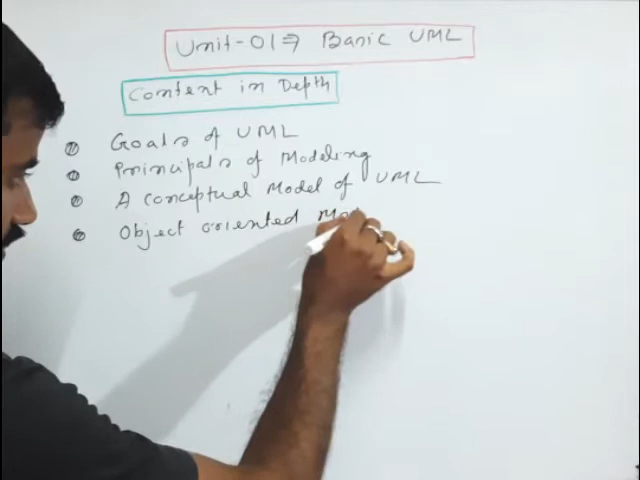 Unit-01⇒ Basic UML
Content in Depth
Goals of UML
Principals of Modeling
A conceptual Model of UML
Object oriented Mo